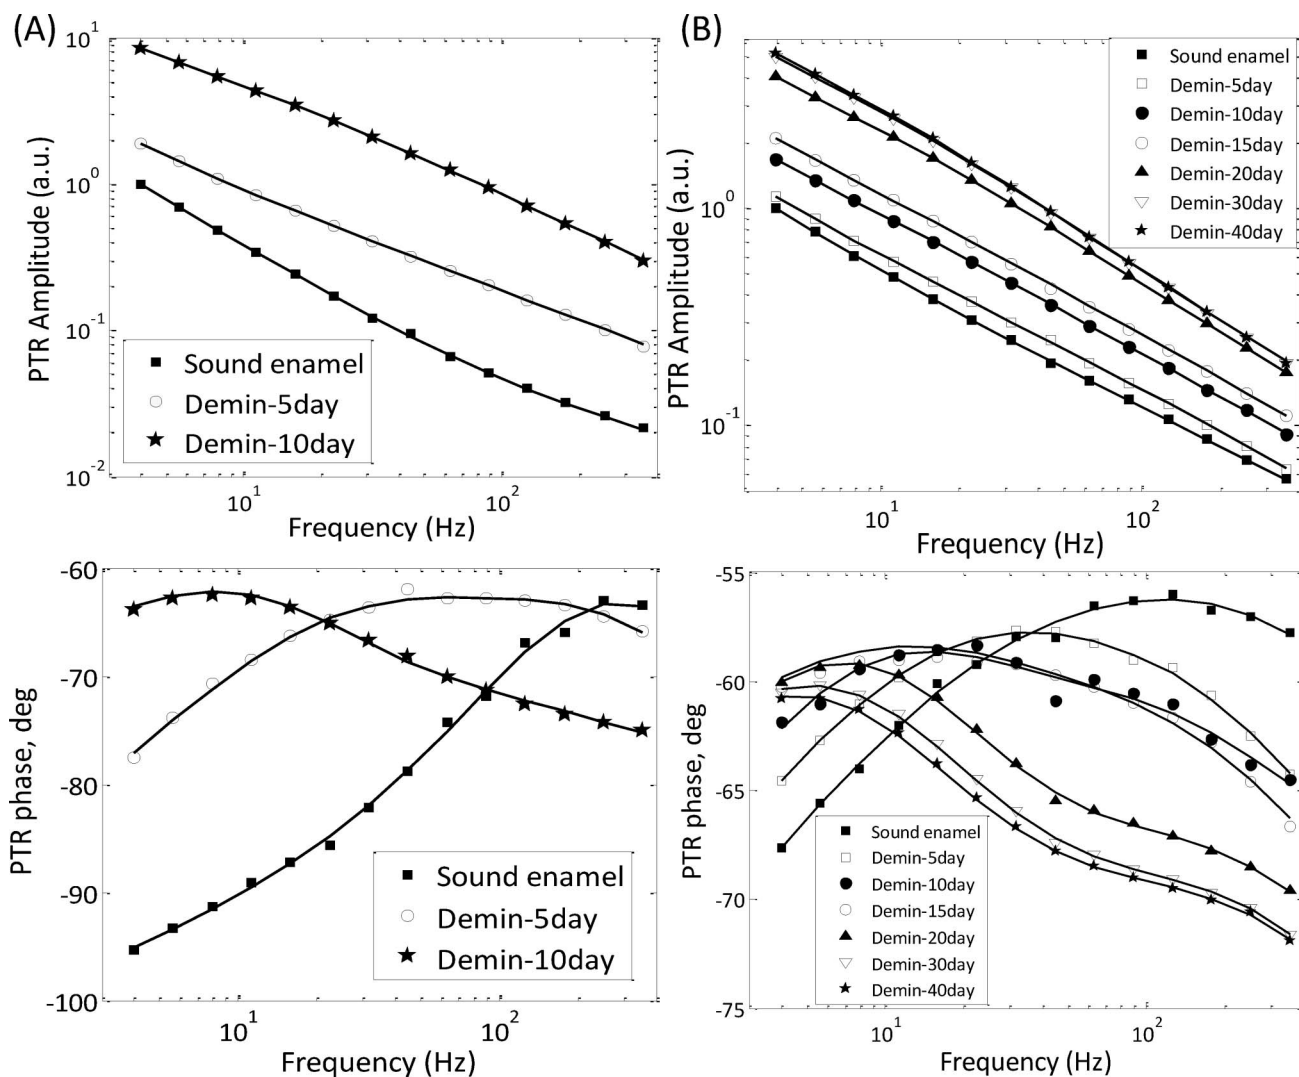 (A)
10^1
10^0
10^-1
10^-2
PTR Amplitude (a.u.)
Sound enamel
Demin-5day
Demin-10day
10^1
10^2
Frequency (Hz)
(B)
10^0
10^-1
PTR Amplitude (a.u.)
Sound enamel
Demin-5day
Demin-10day
Demin-15day
Demin-20day
Demin-30day
Demin-40day
10^1
10^2
Frequency (Hz)
-60
-70
-80
-90
-100
PTR phase, deg
Sound enamel
Demin-5day
Demin-10day
10^1
10^2
Frequency (Hz)
-55
-60
-65
-70
-75
PTR phase, deg
Sound enamel
Demin-5day
Demin-10day
Demin-15day
Demin-20day
Demin-30day
Demin-40day
10^1
10^2
Frequency (Hz)